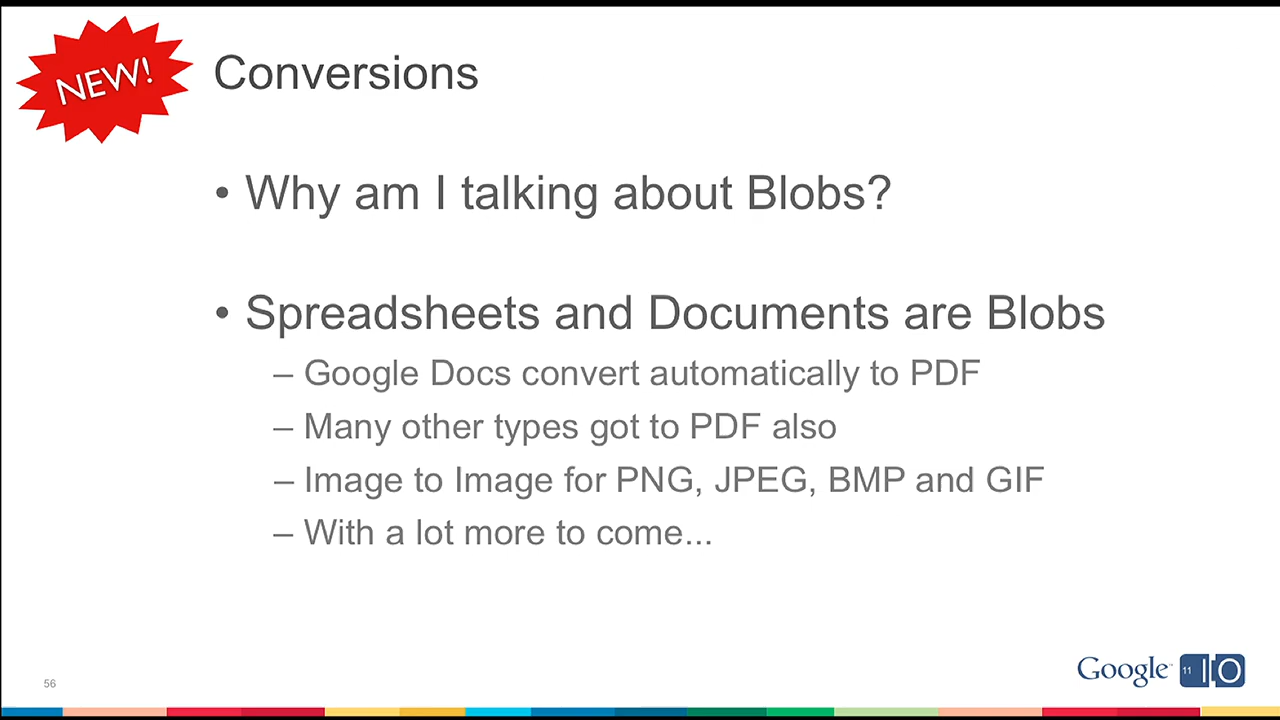 NEW!
Conversions
• Why am I talking about Blobs?
• Spreadsheets and Documents are Blobs
– Google Docs convert automatically to PDF
– Many other types got to PDF also
– Image to Image for PNG, JPEG, BMP and GIF
– With a lot more to come...
56
Google™ 11 IO